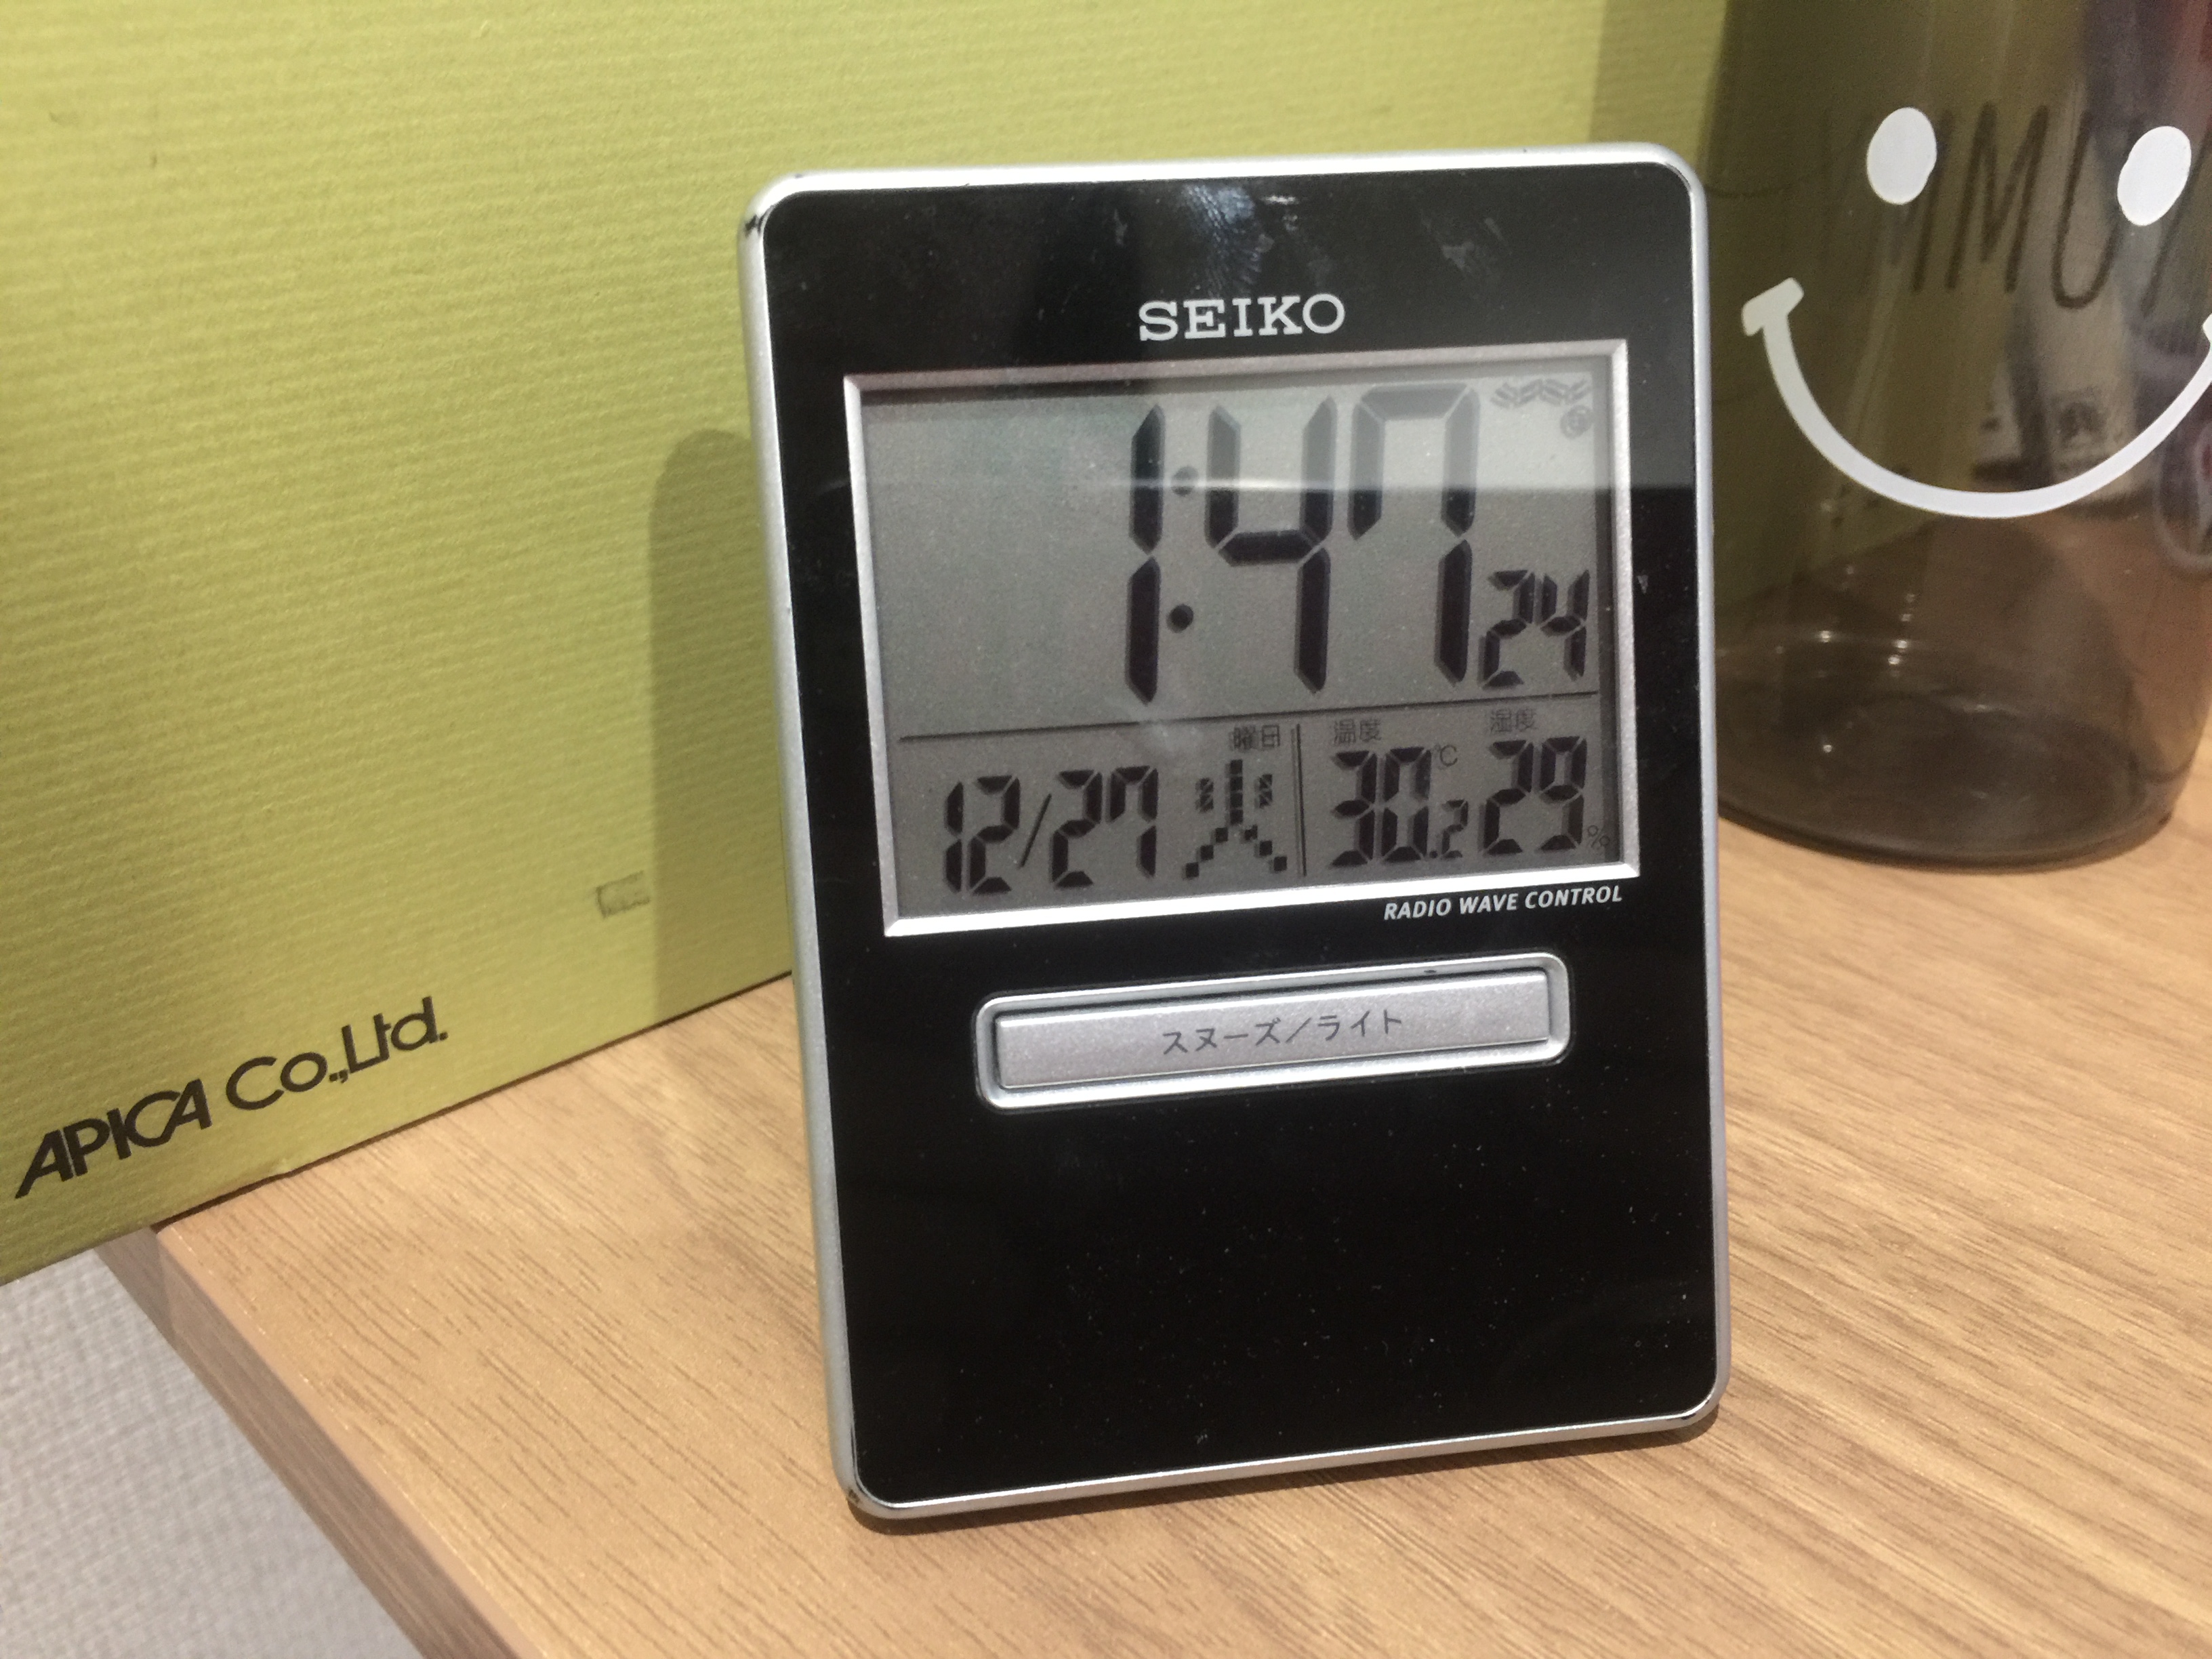 SEIKO
1:47 24
曜日 温度 湿度
12/27 火 30.2 ℃ 29 %
RADIO WAVE CONTROL
スヌーズ／ライト
APICA Co.,Ltd.